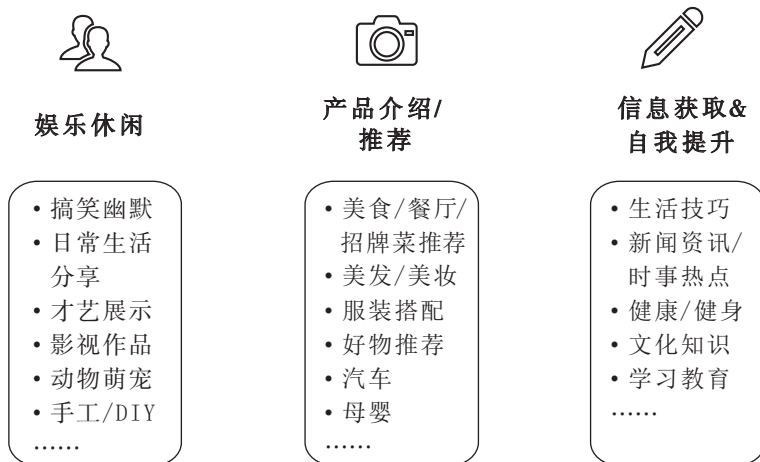 娱乐休闲
• 搞笑幽默
• 日常生活
分享
• 才艺展示
• 影视作品
• 动物萌宠
• 手工/DIY
……
产品介绍/
推荐
• 美食/餐厅/
招牌菜推荐
• 美发/美妆
• 服装搭配
• 好物推荐
• 汽车
• 母婴
……
信息获取&
自我提升
• 生活技巧
• 新闻资讯/
时事热点
• 健康/健身
• 文化知识
• 学习教育
……